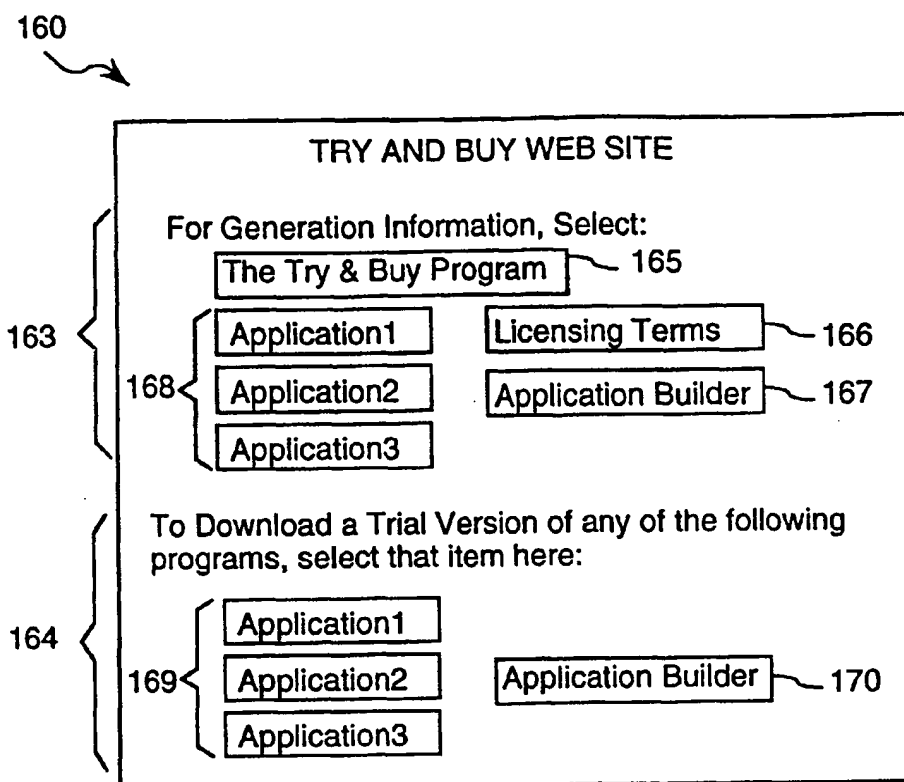 160
TRY AND BUY WEB SITE
For Generation Information, Select:
The Try & Buy Program 165
163
168
Application1 Licensing Terms 166
Application2 Application Builder 167
Application3
To Download a Trial Version of any of the following
programs, select that item here:
164
169
Application1
Application2 Application Builder 170
Application3